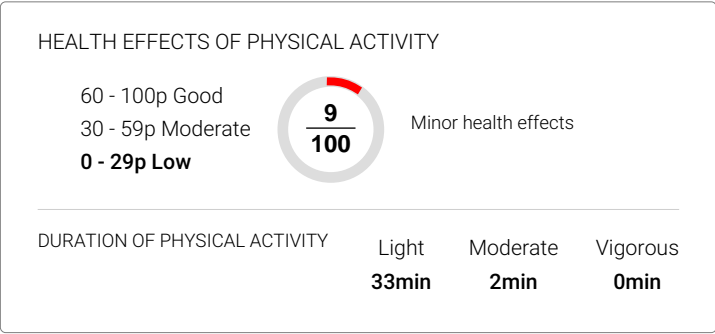 HEALTH EFFECTS OF PHYSICAL ACTIVITY
60 - 100p Good
30 - 59p Moderate
0 - 29p Low
9
100
Minor health effects
DURATION OF PHYSICAL ACTIVITY
Light Moderate Vigorous
33min 2min 0min